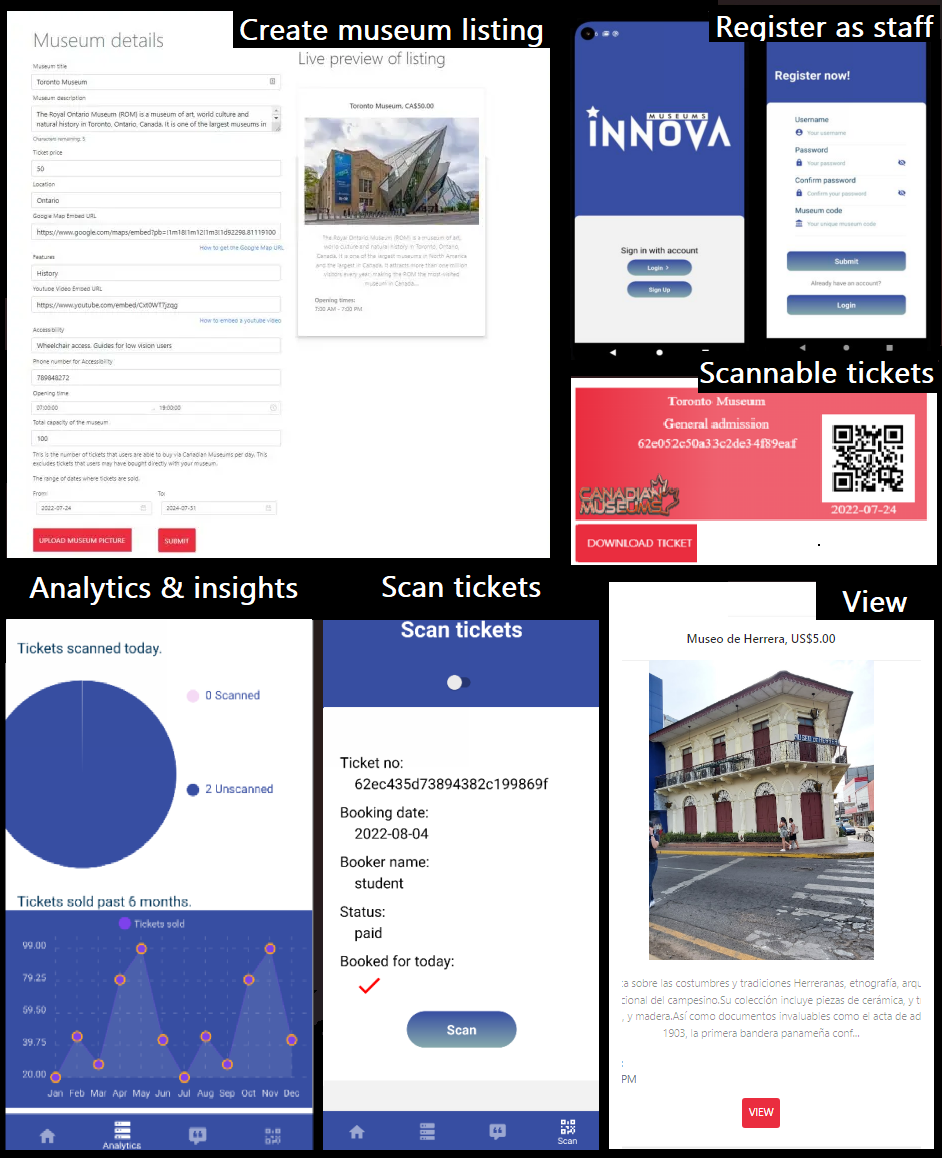 Create museum listing
Museum details
Museum title
Toronto Museum
Museum description
The Royal Ontario Museum (ROM) is a museum of art, world culture and
natural history in Toronto, Ontario, Canada. It is one of the largest museums in
Characters remaining: 5
Ticket price
50
Location
Ontario
Google Map Embed URL
https://www.google.com/maps/embed?pb=!1m18!1m12!1m3!1d92298.81119100
How to get the Google Map URL
Features
History
Youtube Video Embed URL
https://www.youtube.com/embed/Cxt0WT7jzqg
How to embed a youtube video
Accessibility
Wheelchair access. Guides for low vision users
Phone number for Accessibility
789848272
Opening time
07:00:00 - 19:00:00
Total capacity of the museum
100
This is the number of tickets that users are able to buy via Canadian Museums per day. This
excludes tickets that users may have bought directly with your museum.
The range of dates where tickets are sold.
From: To:
2022-07-24 2024-07-31
UPLOAD MUSEUM PICTURE SUBMIT
Live preview of listing
Toronto Museum, CA$50.00
The Royal Ontario Museum (ROM) is a museum of art,
world culture and natural history in Toronto, Ontario,
Canada. It is one of the largest museums in North America
and the largest in Canada. It attracts more than one million
visitors every year, making the ROM the most-visited
museum in Canada...
Opening times:
7:00 AM - 7:00 PM
Register as staff
MUSEUMS
INNOVA
Sign in with account
Login >
Sign Up
Register now!
Username
Your username
Password
Your password
Confirm password
Confirm your password
Museum code
Your unique museum code
Submit
Already have an account?
Login
Scannable tickets
Toronto Museum
General admission
62e052c50a33c2de34f89eaf
CANADIAN
MUSEUMS
2022-07-24
DOWNLOAD TICKET
Analytics & insights
Tickets scanned today.
0 Scanned
2 Unscanned
Tickets sold past 6 months.
Tickets sold
99.00
79.25
59.50
39.75
20.00
Jan Feb Mar Apr May Jun Jul Aug Sep Oct Nov Dec
Analytics
Scan tickets
Scan tickets
Ticket no:
62ec435d73894382c199869f
Booking date:
2022-08-04
Booker name:
student
Status:
paid
Booked for today:
Scan
Scan
View
Museo de Herrera, US$5.00
MUSEO DE HERRERA
ca sobre las costumbres y tradiciones Herreranas, etnografía, arqu
cional del campesino.Su colección incluye piezas de cerámica, y t
, y madera.Así como documentos invaluables como el acta de ad
1903, la primera bandera panameña conf...
:
PM
VIEW